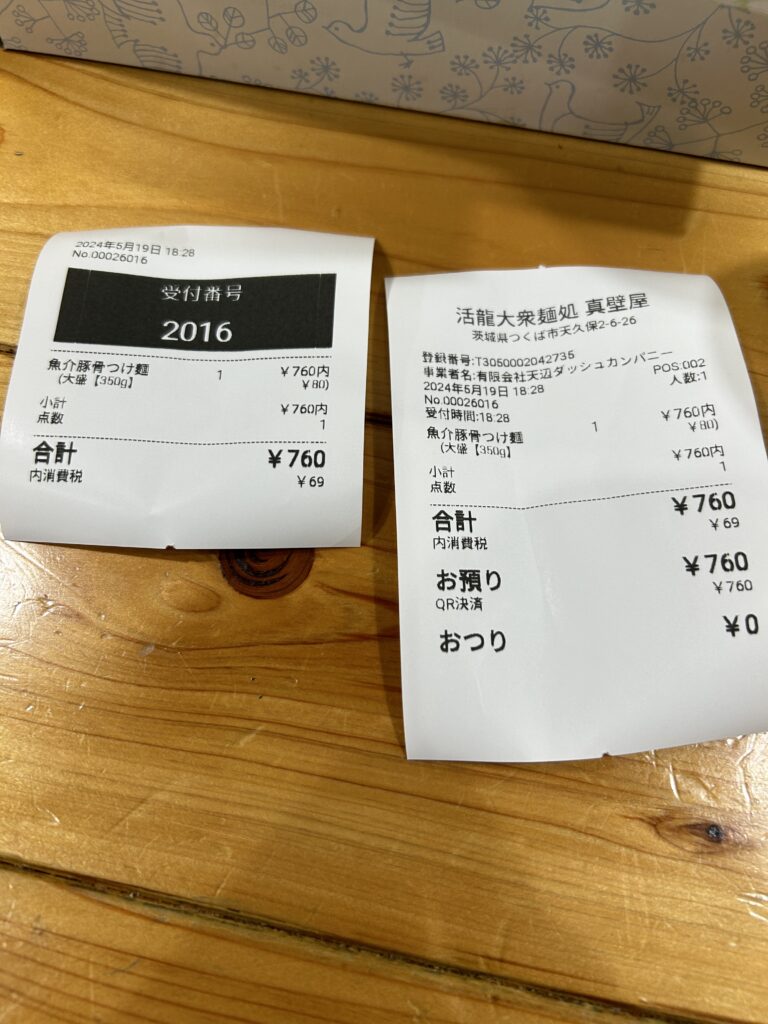 2024年5月19日 18:28
No.00026016
受付番号
2016
魚介豚骨つけ麵 1 ¥760内
(大盛【350g】 ¥80)
小計 ¥760内
点数 1
合計 ¥760
内消費税 ¥69
活龍大衆麺処 真壁屋
茨城県つくば市天久保2-6-26
登録番号:T3050002042735
事業者名:有限会社天辺ダッシュカンパニー
2024年5月19日 18:28 POS:002
No.00026016 人数:1
受付時間:18:28
魚介豚骨つけ麵 1 ¥760内
(大盛【350g】 ¥80)
小計 ¥760内
点数 1
合計 ¥760
内消費税 ¥69
お預り ¥760
QR決済 ¥760
おつり ¥0